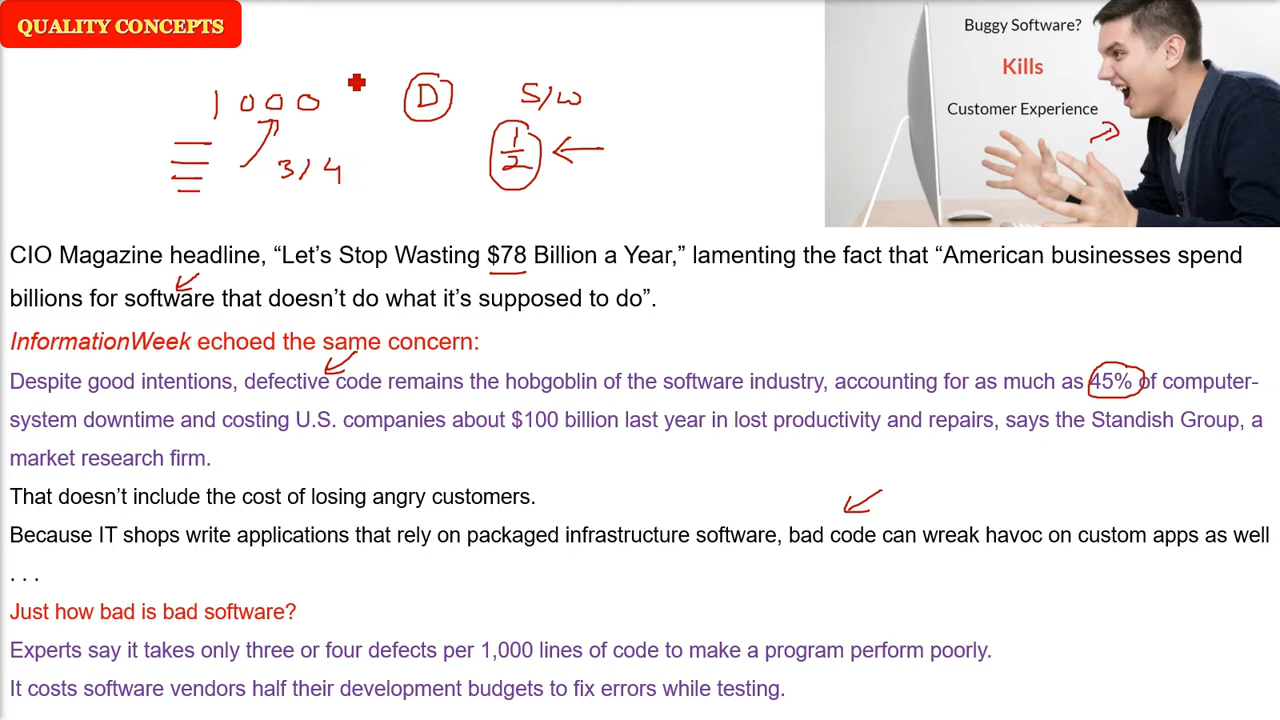 QUALITY CONCEPTS
Buggy Software?
Kills
Customer Experience
1000
D
S/W
3/4
1/2
CIO Magazine headline, “Let’s Stop Wasting $78 Billion a Year,” lamenting the fact that “American businesses spend
billions for software that doesn’t do what it’s supposed to do”.
InformationWeek echoed the same concern:
Despite good intentions, defective code remains the hobgoblin of the software industry, accounting for as much as 45% of computer-
system downtime and costing U.S. companies about $100 billion last year in lost productivity and repairs, says the Standish Group, a
market research firm.
That doesn’t include the cost of losing angry customers.
Because IT shops write applications that rely on packaged infrastructure software, bad code can wreak havoc on custom apps as well
. . .
Just how bad is bad software?
Experts say it takes only three or four defects per 1,000 lines of code to make a program perform poorly.
It costs software vendors half their development budgets to fix errors while testing.